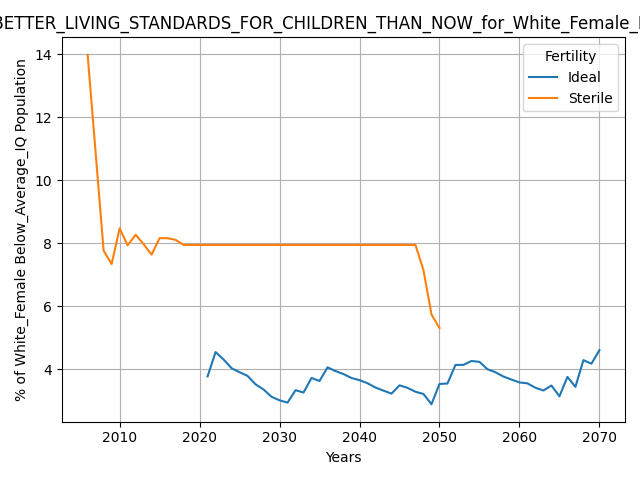 BETTER_LIVING_STANDARDS_FOR_CHILDREN_THAN_NOW_for_White_Female_
% of White_Female Below_Average_IQ Population
14
12
10
8
6
4
Fertility
Ideal
Sterile
2010 2020 2030 2040 2050 2060 2070
Years